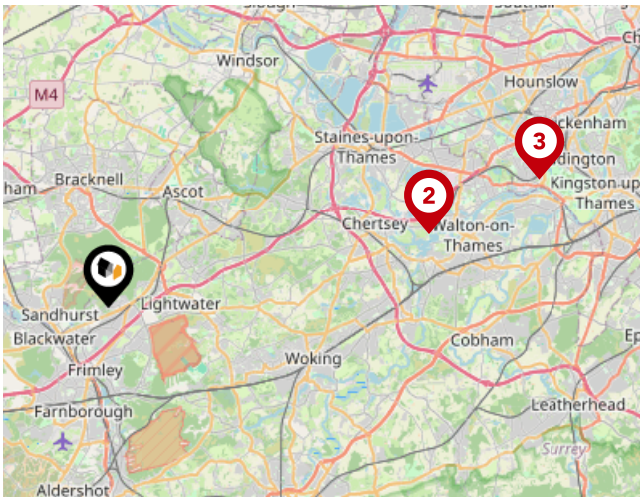 Windsor
M4
Hounslow
3
Staines-upon-
Thames
Bracknell
Ascot
2
Kingston-up
Thames
Chertsey
Walton-on-
Thames
Sandhurst
Lightwater
Blackwater
Cobham
Woking
Frimley
Farnborough
Leatherhead
Surrey
Aldershot